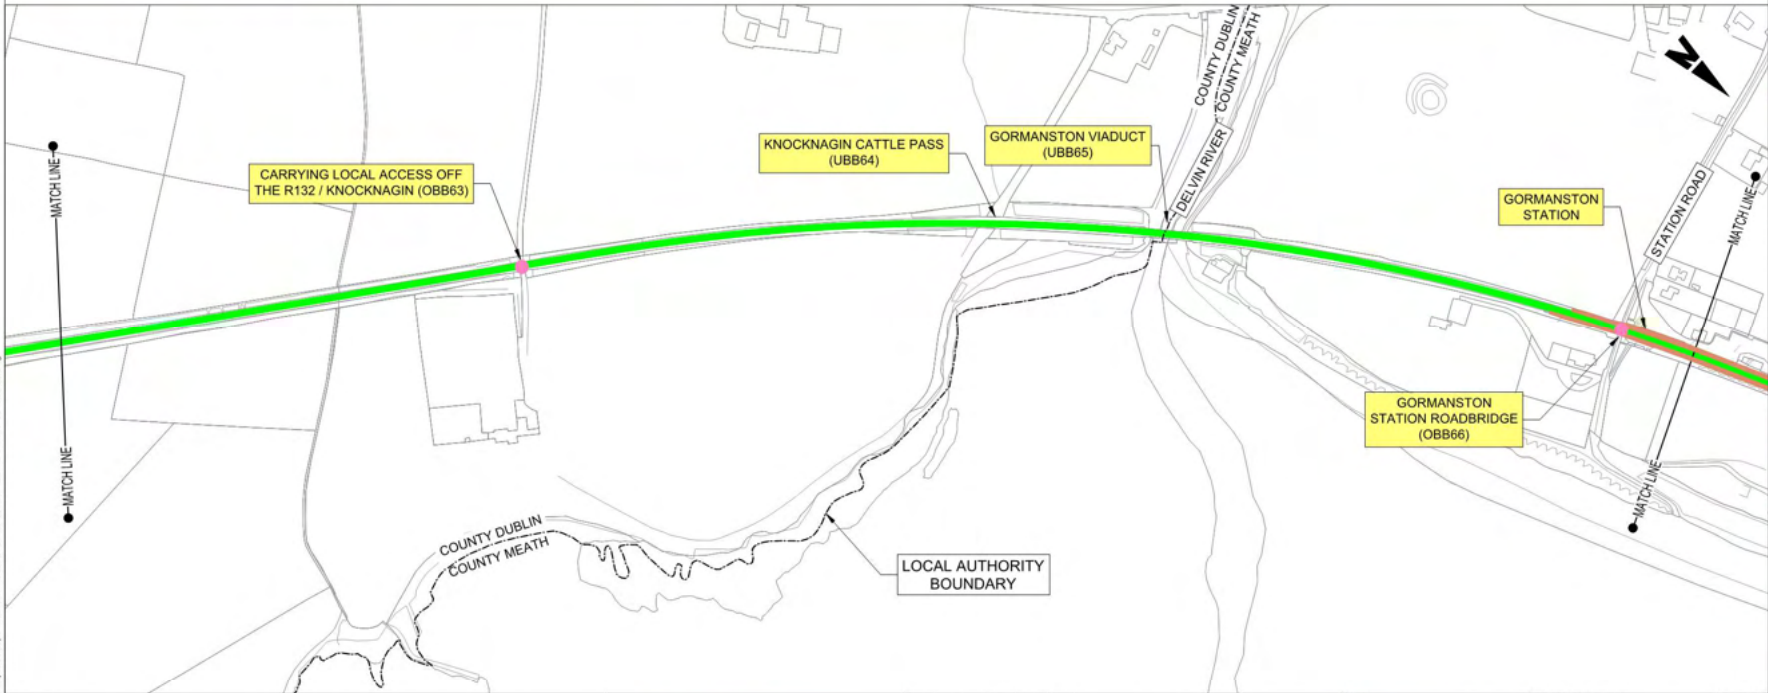 COUNTY DUBLIN
COUNTY MEATH
N
KNOCKNAGIN CATTLE PASS
(UBB64)
GORMANSTON VIADUCT
(UBB65)
DELVIN RIVER
CARRYING LOCAL ACCESS OFF
THE R132 / KNOCKNAGIN (OBB63)
MATCH LINE
GORMANSTON
STATION
STATION ROAD
MATCH LINE
GORMANSTON
STATION ROADBRIDGE
(OBB66)
MATCH LINE
MATCH LINE
COUNTY DUBLIN
COUNTY MEATH
LOCAL AUTHORITY
BOUNDARY